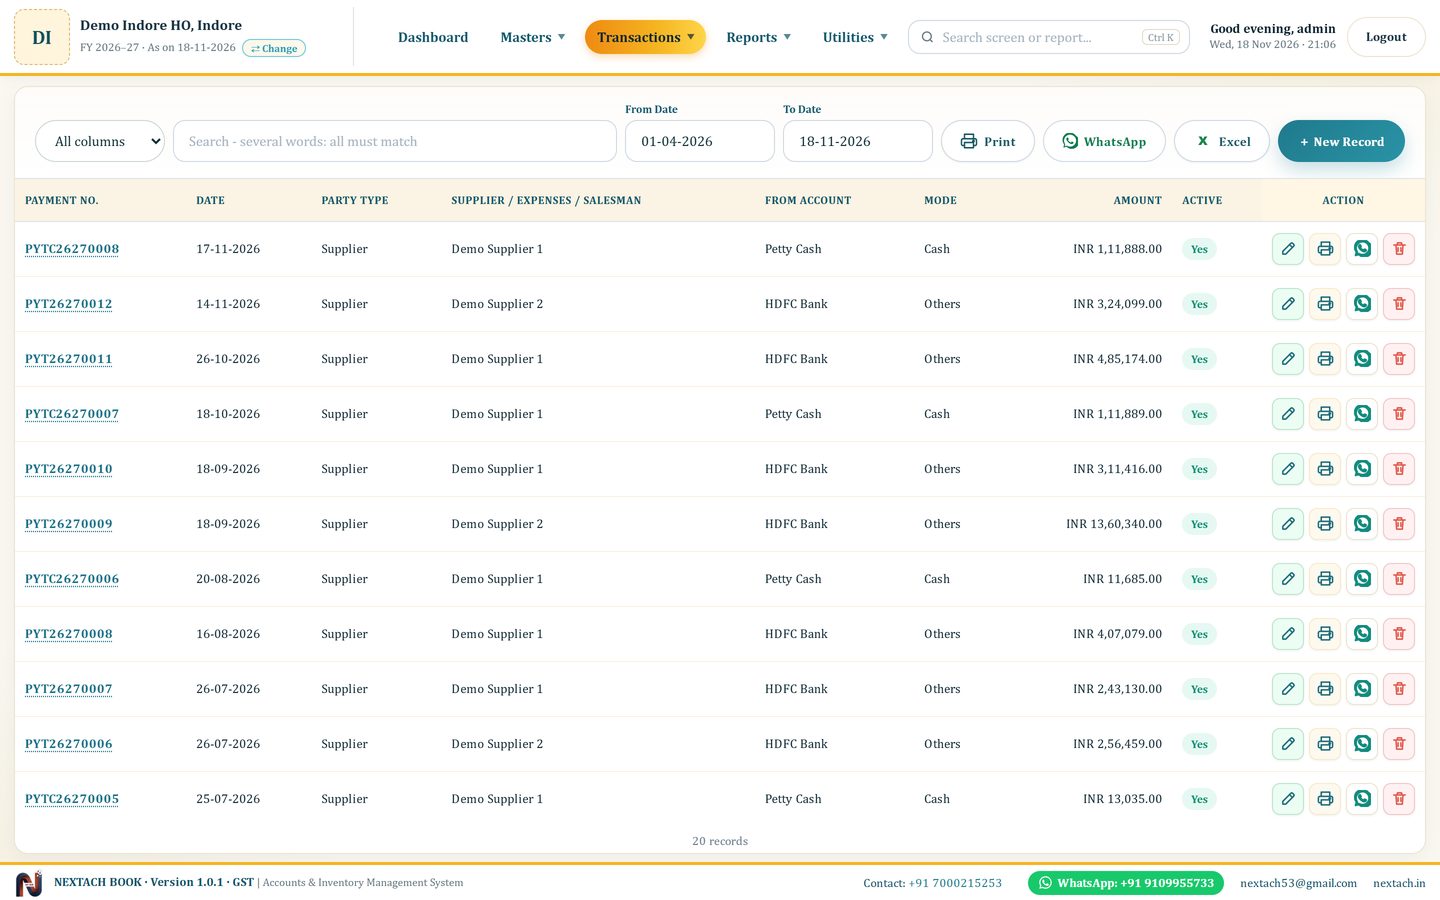 DI
Demo Indore HO, Indore
FY 2026-27 · As on 18-11-2026 ⇄ Change
Dashboard Masters ▼ Transactions ▼ Reports ▼ Utilities ▼
Search screen or report... Ctrl K
Good evening, admin
Wed, 18 Nov 2026 · 21:06
Logout
From Date To Date
All columns Search - several words: all must match 01-04-2026 18-11-2026 Print WhatsApp X Excel + New Record
PAYMENT NO. DATE PARTY TYPE SUPPLIER / EXPENSES / SALESMAN FROM ACCOUNT MODE AMOUNT ACTIVE ACTION
PYTC26270008 17-11-2026 Supplier Demo Supplier 1 Petty Cash Cash INR 1,11,888.00 Yes
PYT26270012 14-11-2026 Supplier Demo Supplier 2 HDFC Bank Others INR 3,24,099.00 Yes
PYT26270011 26-10-2026 Supplier Demo Supplier 1 HDFC Bank Others INR 4,85,174.00 Yes
PYTC26270007 18-10-2026 Supplier Demo Supplier 1 Petty Cash Cash INR 1,11,889.00 Yes
PYT26270010 18-09-2026 Supplier Demo Supplier 1 HDFC Bank Others INR 3,11,416.00 Yes
PYT26270009 18-09-2026 Supplier Demo Supplier 2 HDFC Bank Others INR 13,60,340.00 Yes
PYTC26270006 20-08-2026 Supplier Demo Supplier 1 Petty Cash Cash INR 11,685.00 Yes
PYT26270008 16-08-2026 Supplier Demo Supplier 1 HDFC Bank Others INR 4,07,079.00 Yes
PYT26270007 26-07-2026 Supplier Demo Supplier 1 HDFC Bank Others INR 2,43,130.00 Yes
PYT26270006 26-07-2026 Supplier Demo Supplier 2 HDFC Bank Others INR 2,56,459.00 Yes
PYTC26270005 25-07-2026 Supplier Demo Supplier 1 Petty Cash Cash INR 13,035.00 Yes
20 records
N NEXTACH BOOK · Version 1.0.1 · GST | Accounts & Inventory Management System
Contact: +91 7000215253 WhatsApp: +91 9109955733 nextach53@gmail.com nextach.in